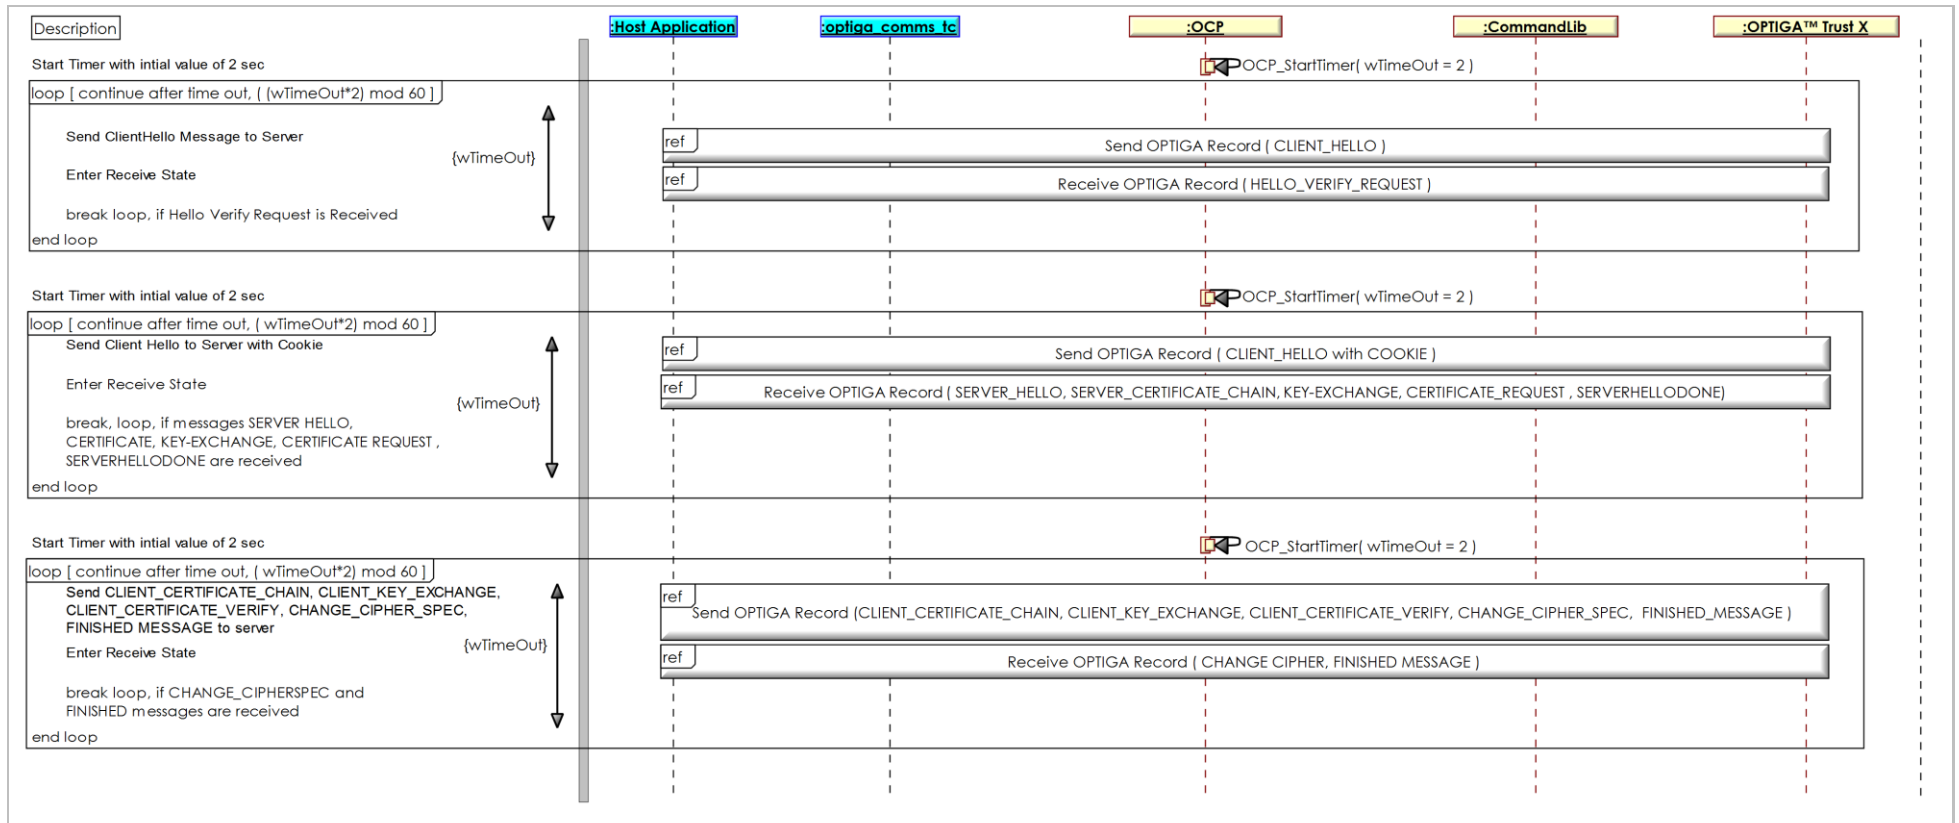 Description
:Host Application
:optiga_comms_tc
:OCP
:CommandLib
:OPTIGA™ Trust X
Start Timer with intial value of 2 sec
OCP_StartTimer( wTimeOut = 2 )
loop [ continue after time out, ( (wTimeOut*2) mod 60 ]
Send ClientHello Message to Server
{wTimeOut}
ref
Send OPTIGA Record ( CLIENT_HELLO )
Enter Receive State
ref
Receive OPTIGA Record ( HELLO_VERIFY_REQUEST )
break loop, if Hello Verify Request is Received
end loop
Start Timer with intial value of 2 sec
OCP_StartTimer( wTimeOut = 2 )
loop [ continue after time out, ( wTimeOut*2) mod 60 ]
Send Client Hello to Server with Cookie
ref
Send OPTIGA Record ( CLIENT_HELLO with COOKIE )
Enter Receive State
{wTimeOut}
ref
Receive OPTIGA Record ( SERVER_HELLO, SERVER_CERTIFICATE_CHAIN, KEY-EXCHANGE, CERTIFICATE_REQUEST , SERVERHELLODONE)
break, loop, if messages SERVER HELLO,
CERTIFICATE, KEY-EXCHANGE, CERTIFICATE REQUEST ,
SERVERHELLODONE are received
end loop
Start Timer with intial value of 2 sec
OCP_StartTimer( wTimeOut = 2 )
loop [ continue after time out, ( wTimeOut*2) mod 60 ]
Send CLIENT_CERTIFICATE_CHAIN, CLIENT_KEY_EXCHANGE,
CLIENT_CERTIFICATE_VERIFY, CHANGE_CIPHER_SPEC,
FINISHED MESSAGE to server
{wTimeOut}
ref
Send OPTIGA Record (CLIENT_CERTIFICATE_CHAIN, CLIENT_KEY_EXCHANGE, CLIENT_CERTIFICATE_VERIFY, CHANGE_CIPHER_SPEC, FINISHED_MESSAGE )
Enter Receive State
ref
Receive OPTIGA Record ( CHANGE CIPHER, FINISHED MESSAGE )
break loop, if CHANGE_CIPHERSPEC and
FINISHED messages are received
end loop